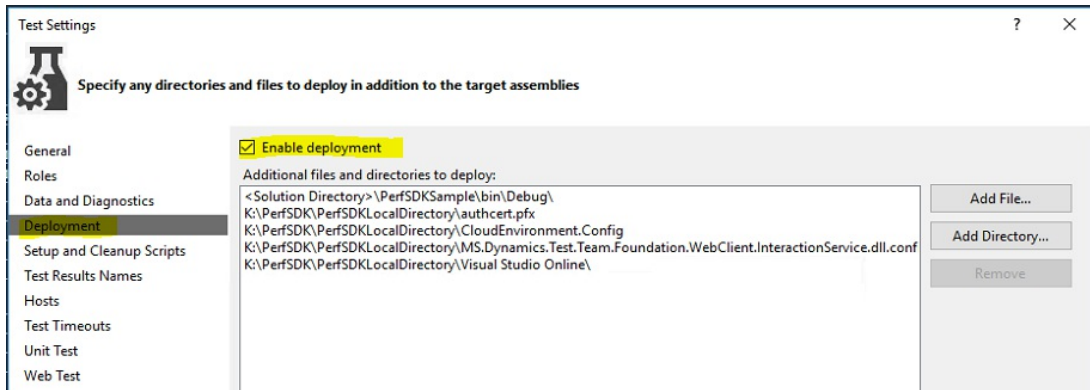 Test Settings
?
Specify any directories and files to deploy in addition to the target assemblies
General
Roles
Data and Diagnostics
Deployment
Setup and Cleanup Scripts
Test Results Names
Hosts
Test Timeouts
Unit Test
Web Test
Enable deployment
Additional files and directories to deploy:
<Solution Directory>\PerfSDKSample\bin\Debug\
K:\PerfSDK\PerfSDKLocalDirectory\authcert.pfx
K:\PerfSDK\PerfSDKLocalDirectory\CloudEnvironment.Config
K:\PerfSDK\PerfSDKLocalDirectory\MS.Dynamics.Test.Team.Foundation.WebClient.InteractionService.dll.conf
K:\PerfSDK\PerfSDKLocalDirectory\Visual Studio Online\
Add File...
Add Directory...
Remove